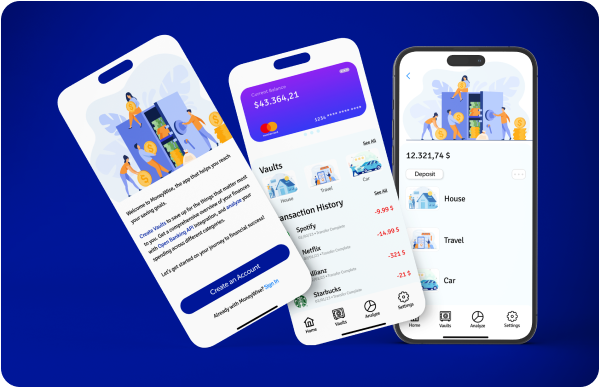 Welcome to MoneyWise, the app that helps you reach
your saving goals.
Create Vaults to save up for the things that matter most
to you. Get a comprehensive overview of your finances
with Open Banking API integration, and analyze your
spending across different categories.
Let's get started on your journey to financial success!
Create an Account
Already with MoneyWise? Sign In
Current Balance
$43.364,21
1234 **** **** ****
Vaults
See All
House
Travel
Car
Transaction History
See All
Spotify
-9.99 $
Netflix
-14.99 $
Allianz
-321 $
Starbucks
-21 $
Home
Vaults
Analyze
Settings
12.321,74 $
Deposit
House
Travel
Car
Home
Vaults
Analyze
Settings